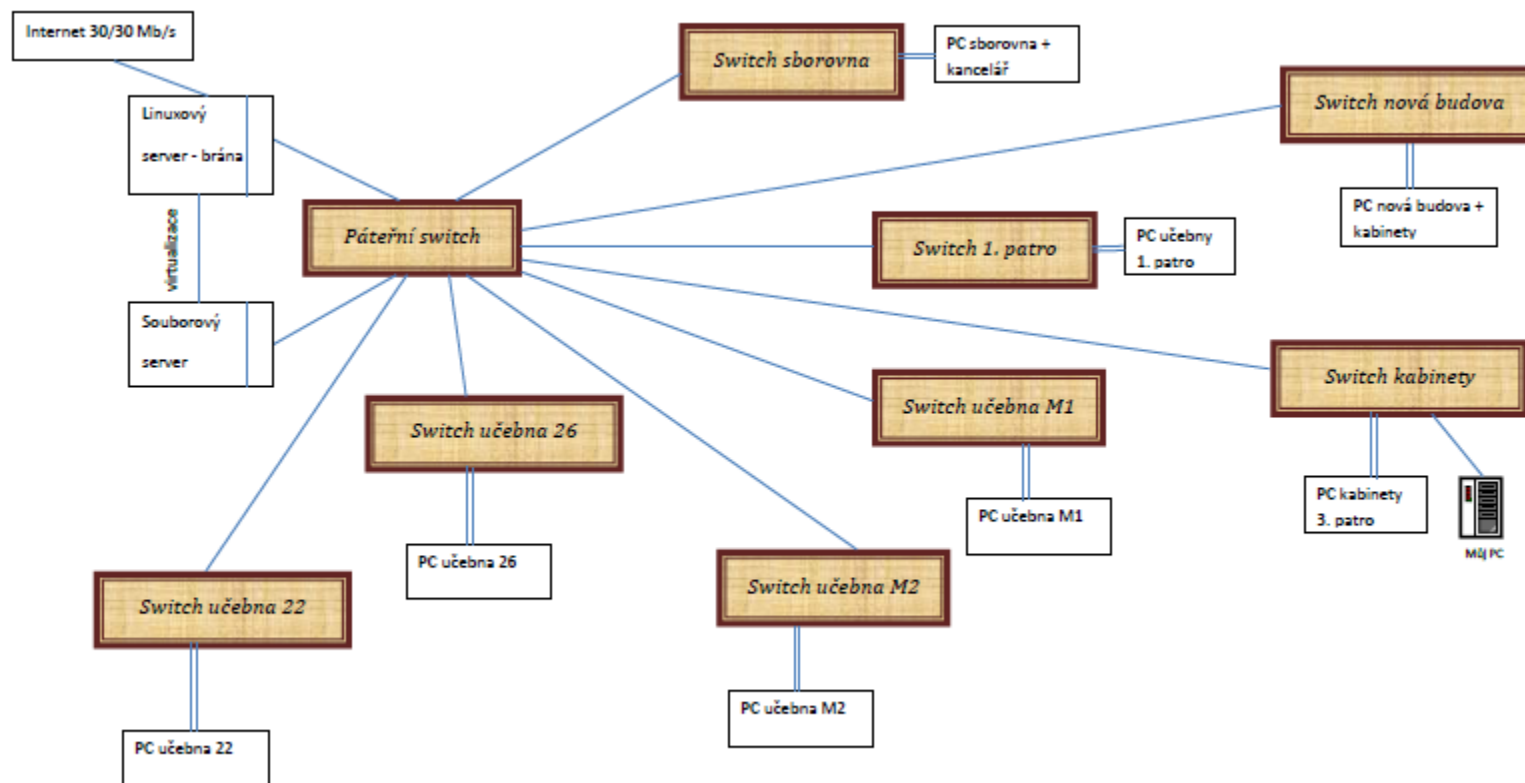 Internet 30/30 Mb/s
Linuxový
server - brána
virtualizace
Souborový
server
Páteřní switch
Switch sborovna
PC sborovna +
kancelář
Switch nová budova
PC nová budova +
kabinety
Switch 1. patro
PC učebny
1. patro
Switch kabinety
PC kabinety
3. patro
Můj PC
Switch učebna M1
PC učebna M1
Switch učebna 26
PC učebna 26
Switch učebna M2
PC učebna M2
Switch učebna 22
PC učebna 22